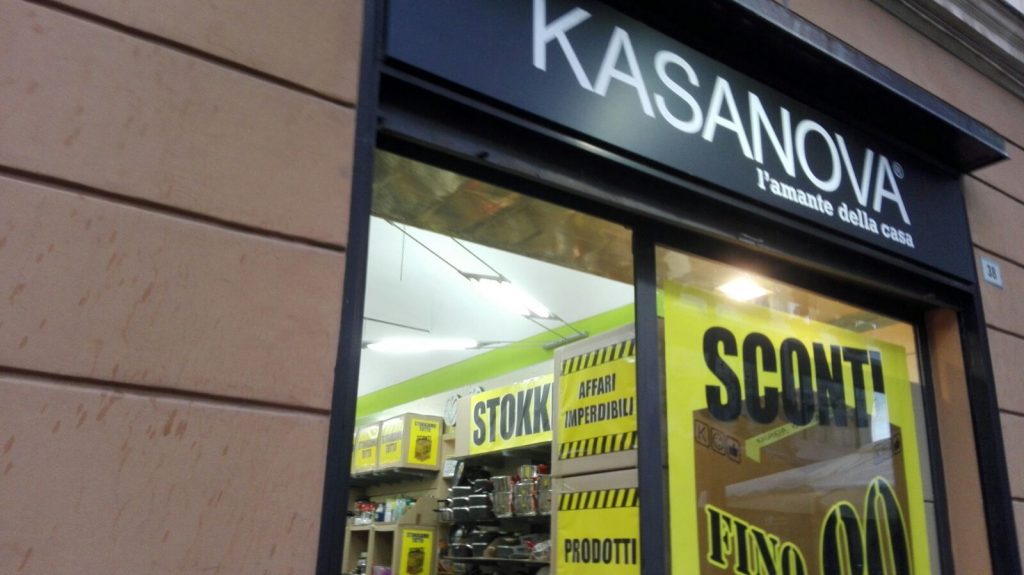 KASANOVA®
l'amante della casa
38
SCONTI
FINO
AFFARI
IMPERDIBILI
STOKK
PRODOTTI